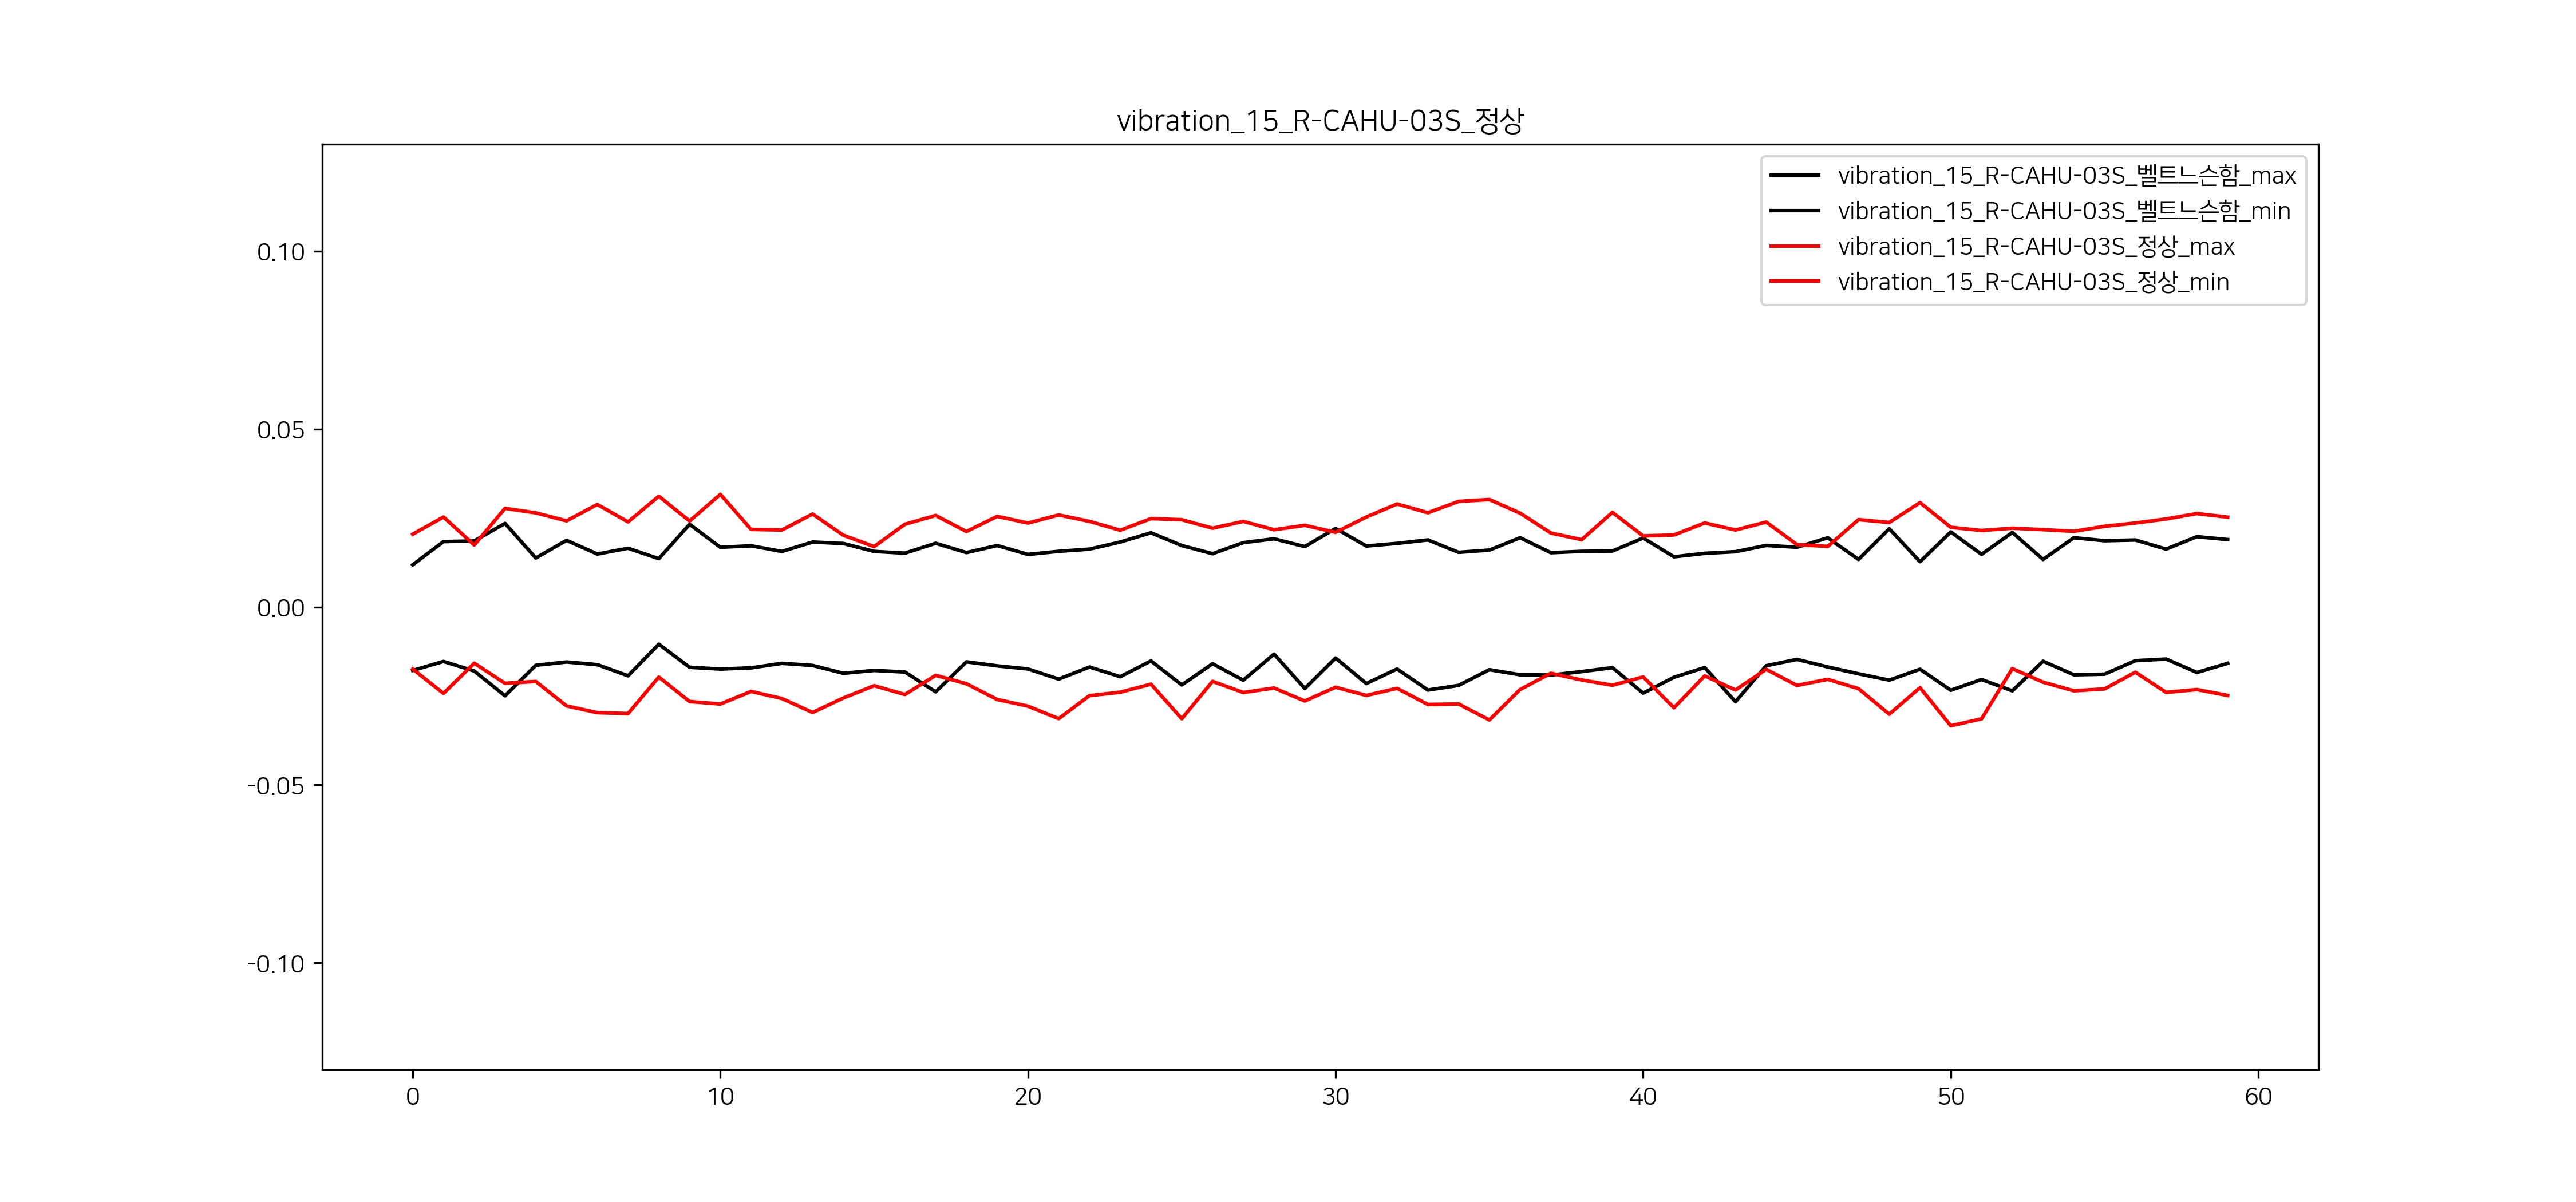 vibration_15_R-CAHU-03S_정상
vibration_15_R-CAHU-03S_벨트느슨함_max
vibration_15_R-CAHU-03S_벨트느슨함_min
vibration_15_R-CAHU-03S_정상_max
vibration_15_R-CAHU-03S_정상_min
0.10
0.05
0.00
-0.05
-0.10
0 10 20 30 40 50 60